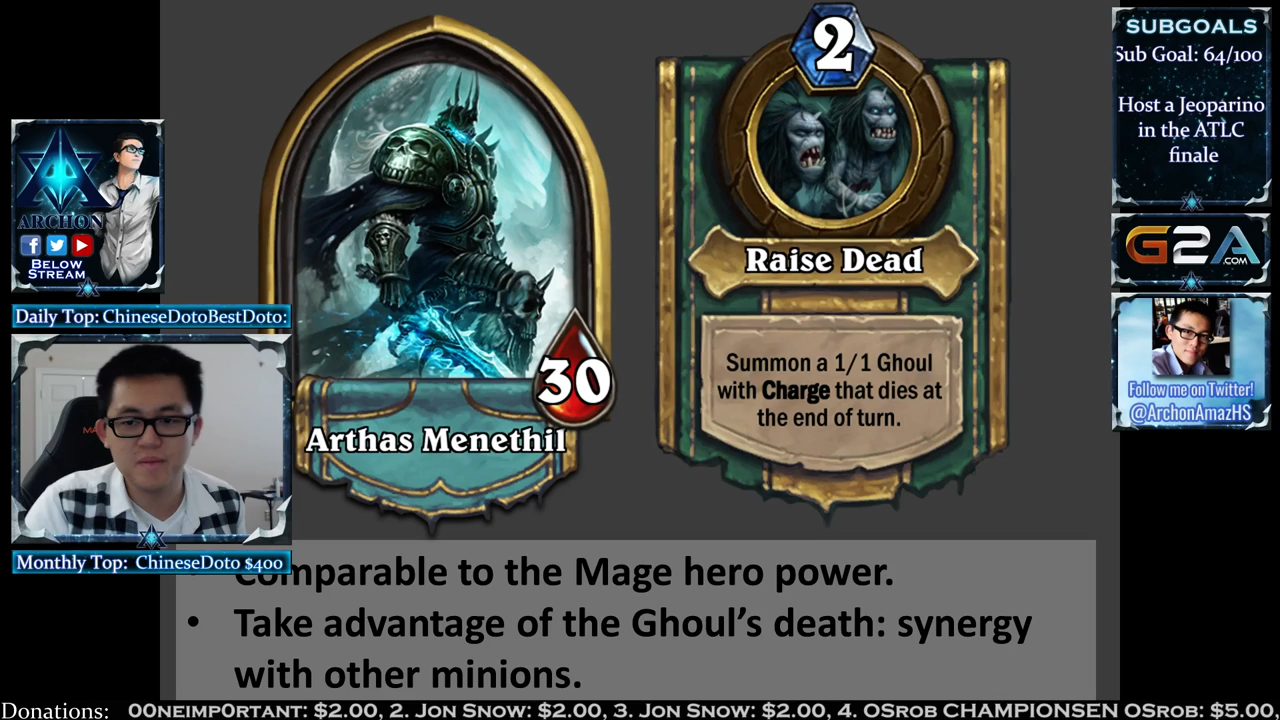 2
30
Arthas Menethil
Raise Dead
Summon a 1/1 Ghoul
with Charge that dies at
the end of turn.
• Comparable to the Mage hero power.
• Take advantage of the Ghoul's death: synergy
with other minions.
ARCHON
BELOW
STREAM
Daily Top: ChineseDotoBestDoto:
Monthly Top: ChineseDoto $400
SUBGOALS
Sub Goal: 64/100
Host a Jeoparino
in the ATLC
finale
G2A
.COM
Follow me on Twitter!
@ArchonAmazHS
Donations: 00NEIMP0RTANT: $2.00, 2. JON SNOW: $2.00, 3. JON SNOW: $2.00, 4. OSROB CHAMPIONSEN OSROB: $5.00